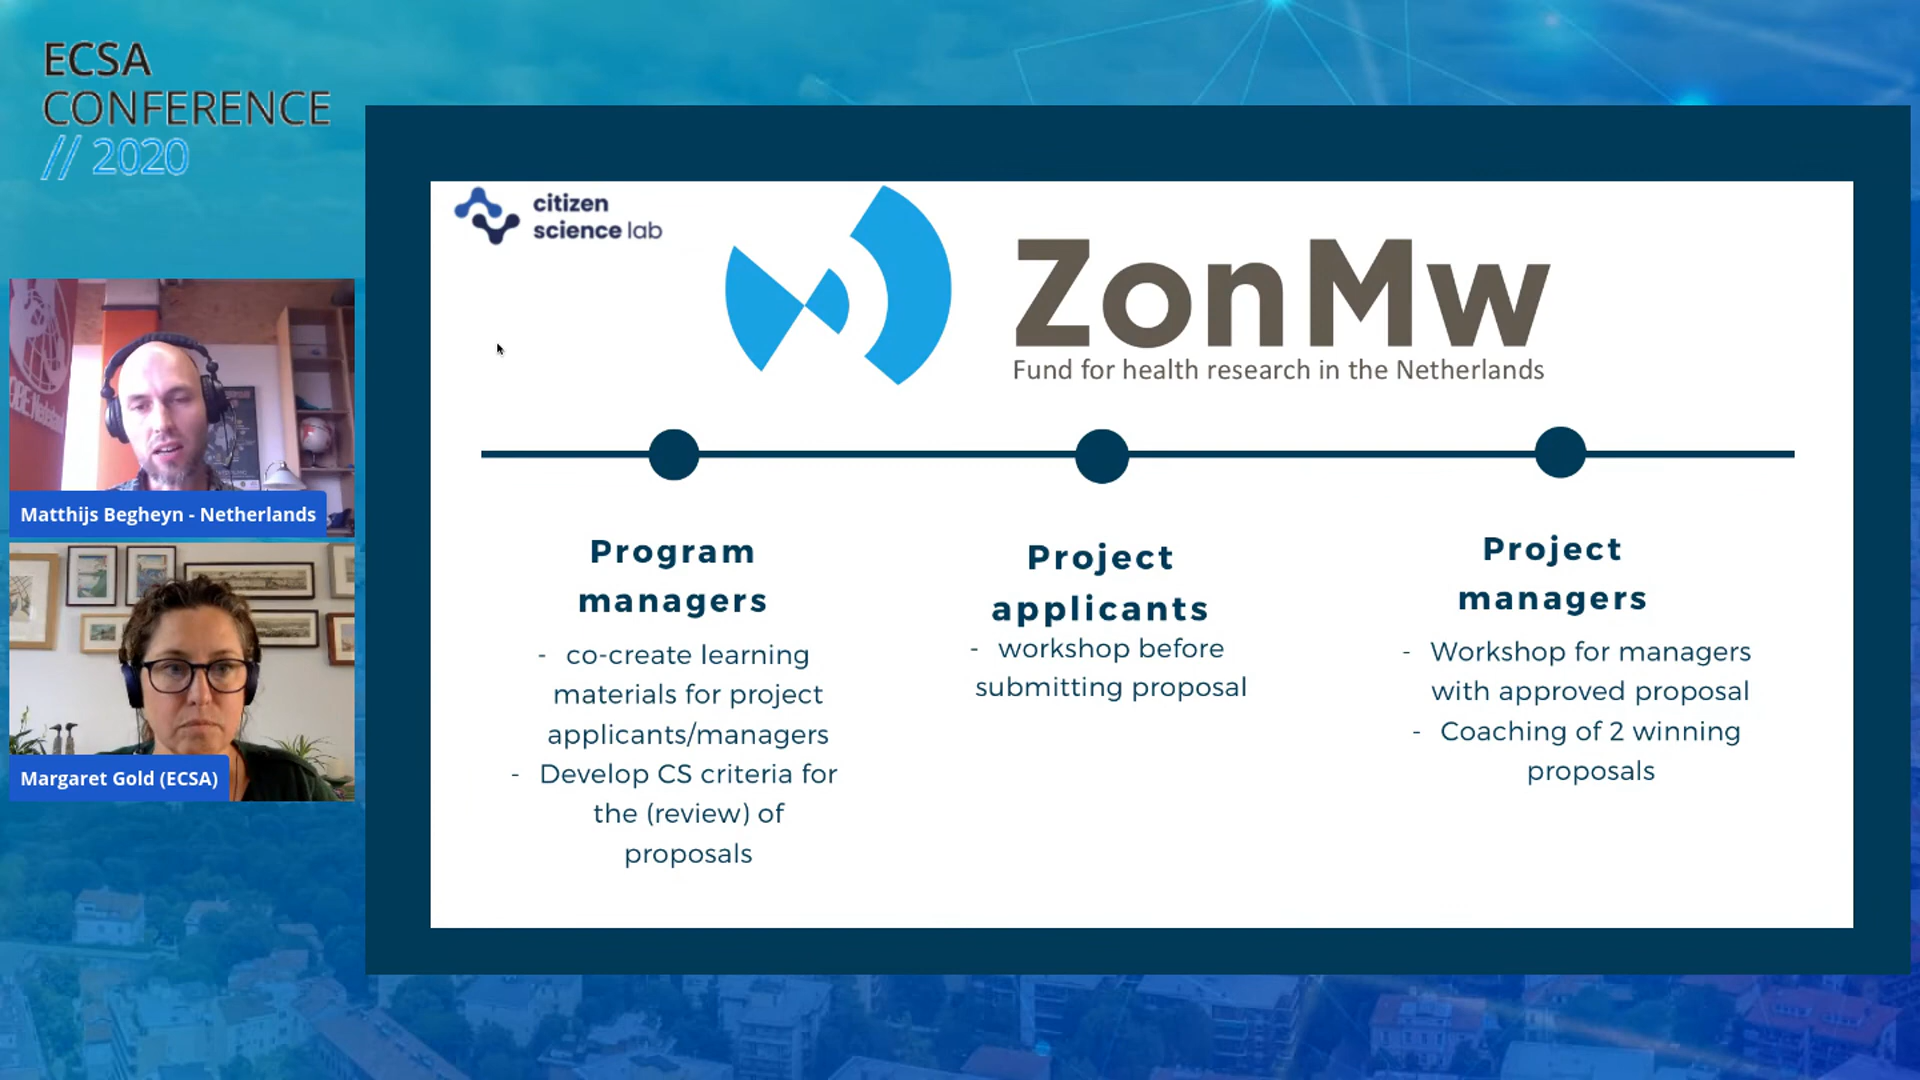 ECSA
CONFERENCE
// 2020
citizen
science lab
ZonMw
Fund for health research in the Netherlands
Matthijs Begheyn - Netherlands
Margaret Gold (ECSA)
Program
managers
- co-create learning
materials for project
applicants/managers
- Develop CS criteria for
the (review) of
proposals
Project
applicants
- workshop before
submitting proposal
Project
managers
- Workshop for managers
with approved proposal
- Coaching of 2 winning
proposals